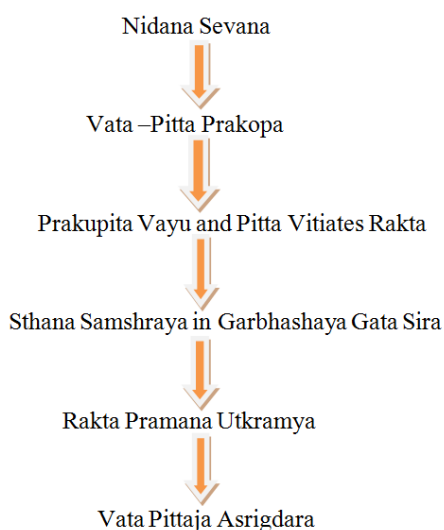 Nidana Sevana
Vata –Pitta Prakopa
Prakupita Vayu and Pitta Vitiates Rakta
Sthana Samshraya in Garbhashaya Gata Sira
Rakta Pramana Utkramya
Vata Pittaja Asrigdara